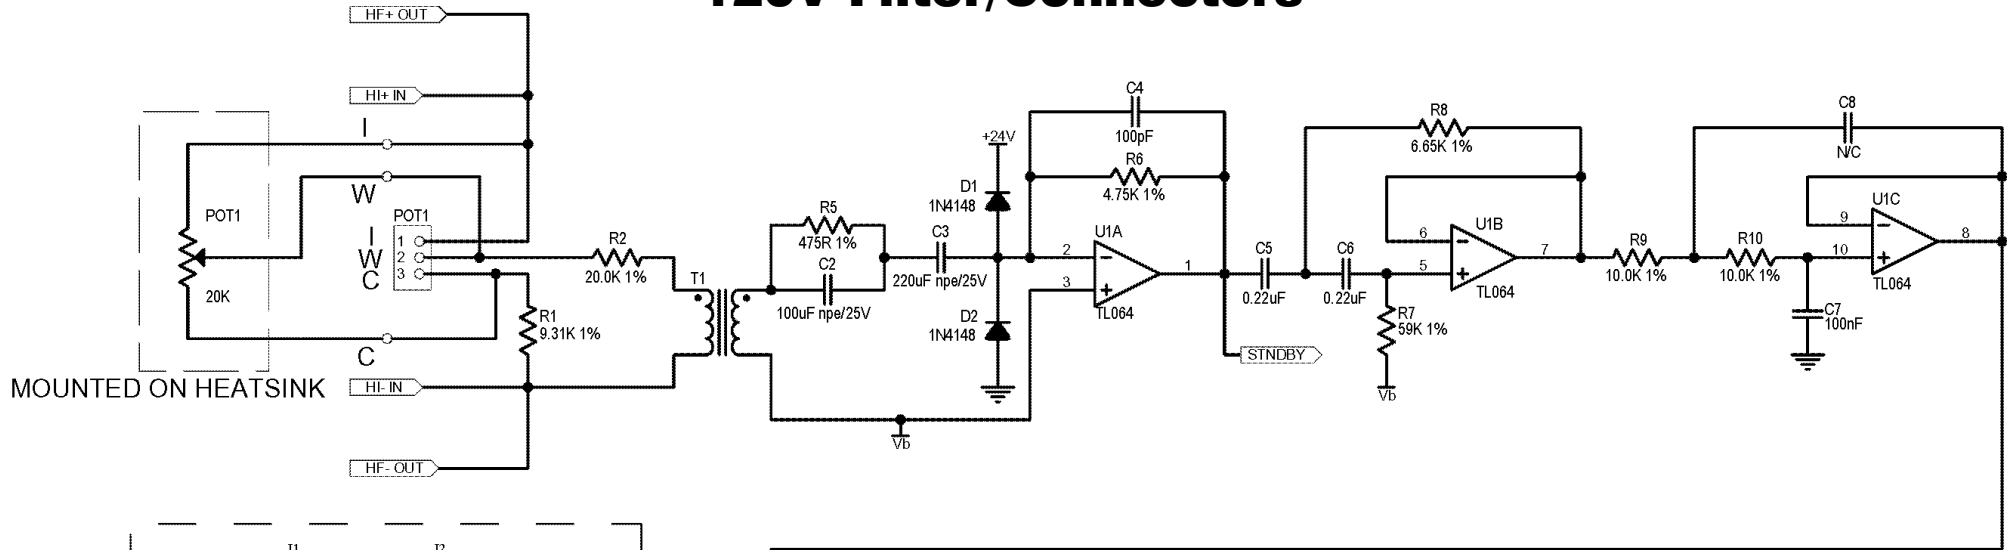 120V Filter/Connectors
HF+ OUT
HI+ IN
I
W
POT1
20K
C
MOUNTED ON HEATSINK
POT1
I
W
C
1
2
3
R1
9.31K 1%
HI- IN
HF- OUT
R2
20.0K 1%
T1
R5
475R 1%
C2
100uF npe/25V
C3
220uF npe/25V
Vb
+24V
D1
1N4148
D2
1N4148
C4
100pF
R6
4.75K 1%
U1A
2
3
1
TL064
STNDBY
C5
0.22uF
C6
0.22uF
R7
59K 1%
Vb
R8
6.65K 1%
U1B
6
5
7
TL064
R9
10.0K 1%
R10
10.0K 1%
C7
100nF
C8
N/C
U1C
9
10
8
TL064